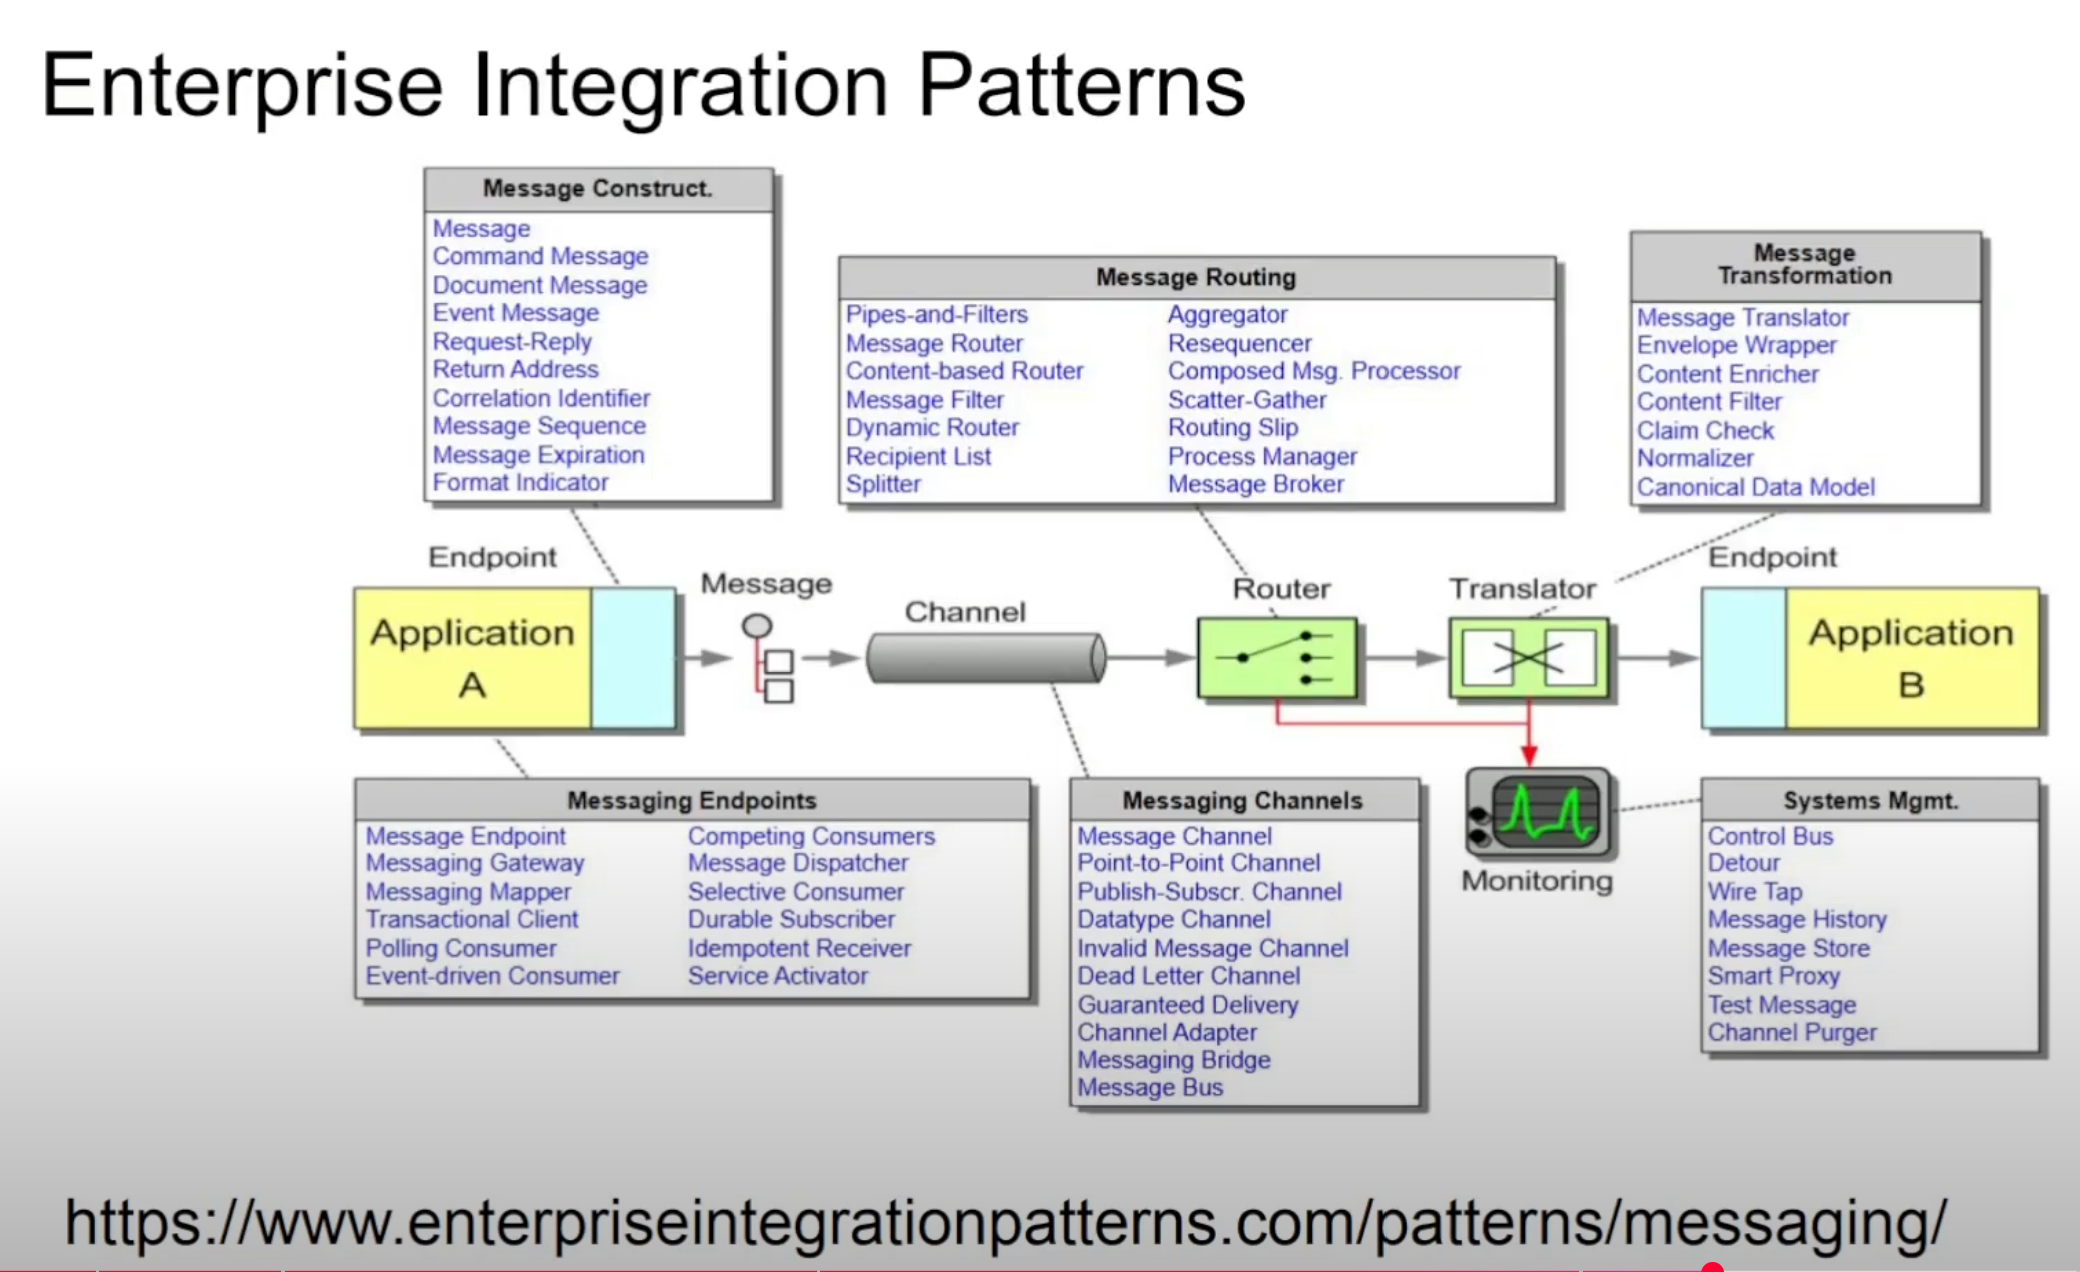 Enterprise Integration Patterns
Message Construct.
Message
Command Message
Document Message
Event Message
Request-Reply
Return Address
Correlation Identifier
Message Sequence
Message Expiration
Format Indicator
Message Routing
Pipes-and-Filters
Message Router
Content-based Router
Message Filter
Dynamic Router
Recipient List
Splitter
Aggregator
Resequencer
Composed Msg. Processor
Scatter-Gather
Routing Slip
Process Manager
Message Broker
Message
Transformation
Message Translator
Envelope Wrapper
Content Enricher
Content Filter
Claim Check
Normalizer
Canonical Data Model
Endpoint
Application
A
Message
Channel
Router
Translator
Endpoint
Application
B
Messaging Endpoints
Message Endpoint
Messaging Gateway
Messaging Mapper
Transactional Client
Polling Consumer
Event-driven Consumer
Competing Consumers
Message Dispatcher
Selective Consumer
Durable Subscriber
Idempotent Receiver
Service Activator
Messaging Channels
Message Channel
Point-to-Point Channel
Publish-Subscr. Channel
Datatype Channel
Invalid Message Channel
Dead Letter Channel
Guaranteed Delivery
Channel Adapter
Messaging Bridge
Message Bus
Monitoring
Systems Mgmt.
Control Bus
Detour
Wire Tap
Message History
Message Store
Smart Proxy
Test Message
Channel Purger
https://www.enterpriseintegrationpatterns.com/patterns/messaging/